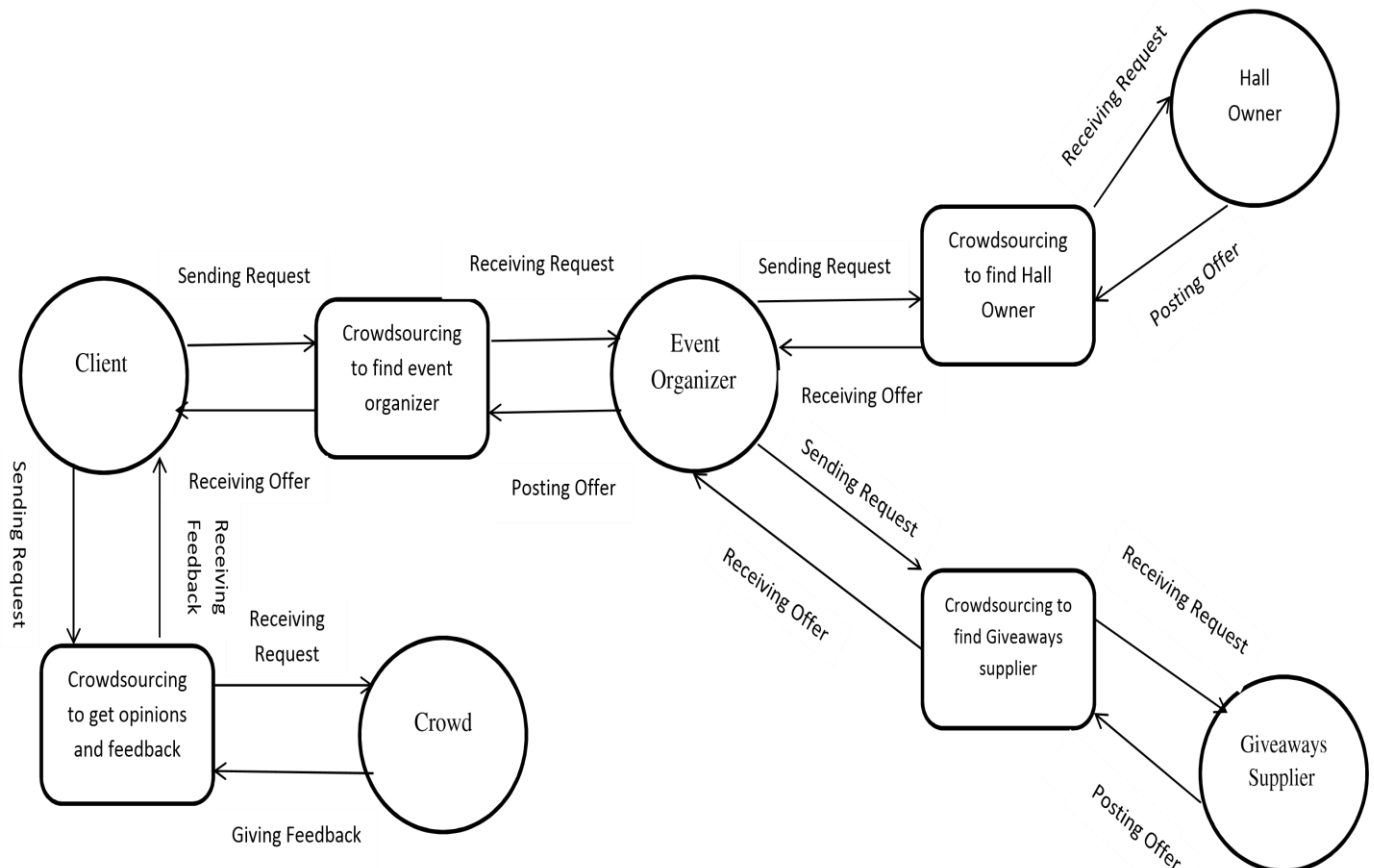 Hall
Owner
Receiving Request
Posting Offer
Crowdsourcing
to find Hall
Owner
Sending Request
Receiving Offer
Event
Organizer
Receiving Request
Posting Offer
Crowdsourcing
to find event
organizer
Sending Request
Receiving Offer
Client
Sending Request
Receiving
Feedback
Crowdsourcing
to get opinions
and feedback
Receiving
Request
Giving Feedback
Crowd
Sending Request
Receiving Offer
Crowdsourcing to
find Giveaways
supplier
Receiving Request
Posting Offer
Giveaways
Supplier